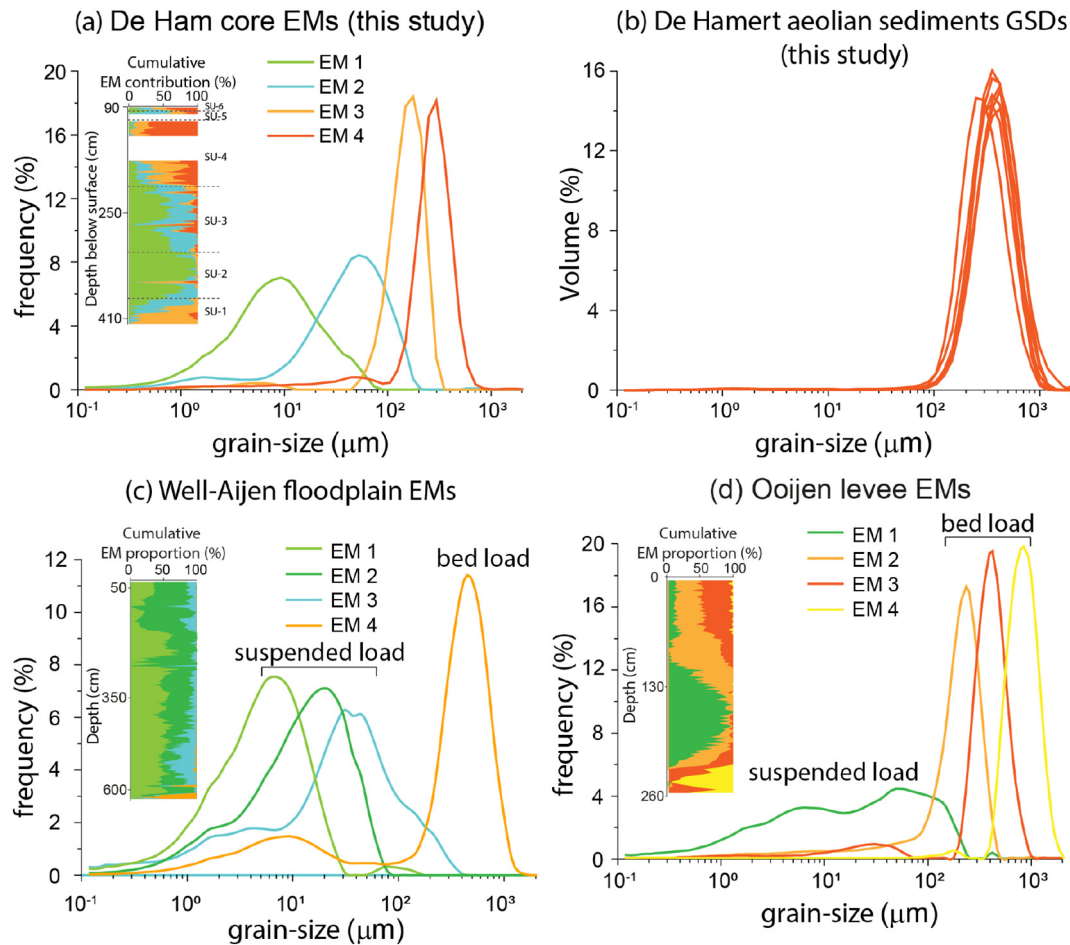 (a) De Ham core EMs (this study)
Cumulative
EM contribution (%)
0 50 100
90
250
410
Depth below surface (cm)
SU-6
SU-5
SU-4
SU-3
SU-2
SU-1
EM 1
EM 2
EM 3
EM 4
20
18
16
12
8
4
0
frequency (%)
10⁻¹ 10⁰ 10¹ 10² 10³
grain-size (μm)
(b) De Hamert aeolian sediments GSDs
(this study)
16
12
8
4
0
Volume (%)
10⁻¹ 10⁰ 10¹ 10² 10³
grain-size (μm)
(c) Well-Aijen floodplain EMs
Cumulative
EM proportion (%)
0 50 100
50
350
600
Depth (cm)
EM 1
EM 2
EM 3
EM 4
bed load
suspended load
12
10
8
6
4
2
0
frequency (%)
10⁻¹ 10⁰ 10¹ 10² 10³
grain-size (μm)
(d) Ooijen levee EMs
Cumulative
EM proportion (%)
0 50 100
0
130
260
Depth (cm)
EM 1
EM 2
EM 3
EM 4
bed load
suspended load
20
16
12
8
4
0
frequency (%)
10⁻¹ 10⁰ 10¹ 10² 10³
grain-size (μm)